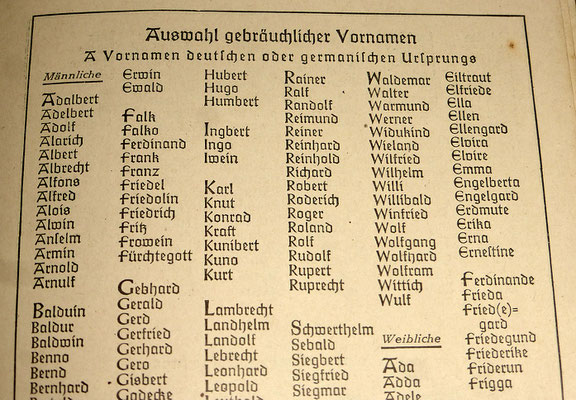 Auswahl gebräuchlicher Vornamen
A Vornamen deutschen oder germanischen Ursprungs
Männliche
Adalbert
Adelbert
Adolf
Alarich
Albert
Albrecht
Alfons
Alfred
Alois
Alwin
Anselm
Armin
Arnold
Arnulf
Balduin
Baldur
Baldwin
Benno
Bernd
Bernhard
Erwin
Ewald
Falk
Falko
Ferdinand
Frank
Franz
Friedel
Fridolin
Friedrich
Fritz
Frowein
Fürchtegott
Gebhard
Gerald
Gerd
Gerfried
Gerhard
Gero
Gisbert
Godecke
Hubert
Hugo
Humbert
Ingbert
Ingo
Iwein
Karl
Knut
Konrad
Kraft
Kunibert
Kuno
Kurt
Lambrecht
Landhelm
Landolf
Lebrecht
Leonhard
Leopold
Rainer
Ralf
Randolf
Reimund
Reiner
Reinhard
Reinhold
Richard
Robert
Roderich
Roger
Roland
Rolf
Rudolf
Rupert
Ruprecht
Schwerthelm
Sebald
Siegbert
Siegfried
Siegmar
Waldemar
Walter
Warmund
Werner
Widukind
Wieland
Wilfried
Wilhelm
Willi
Willibald
Winfried
Wolf
Wolfgang
Wolfhard
Wolfram
Wittich
Wulf
Weibliche
Ada
Adda
Adele
Eiltraut
Elfriede
Ella
Ellen
Ellengard
Elvira
Elvire
Emma
Engelberta
Engelgard
Erdmute
Erika
Erna
Ernestine
Ferdinande
Frieda
Fried(e)=
gard
Friedegund
Friederike
Friderun
Frigga